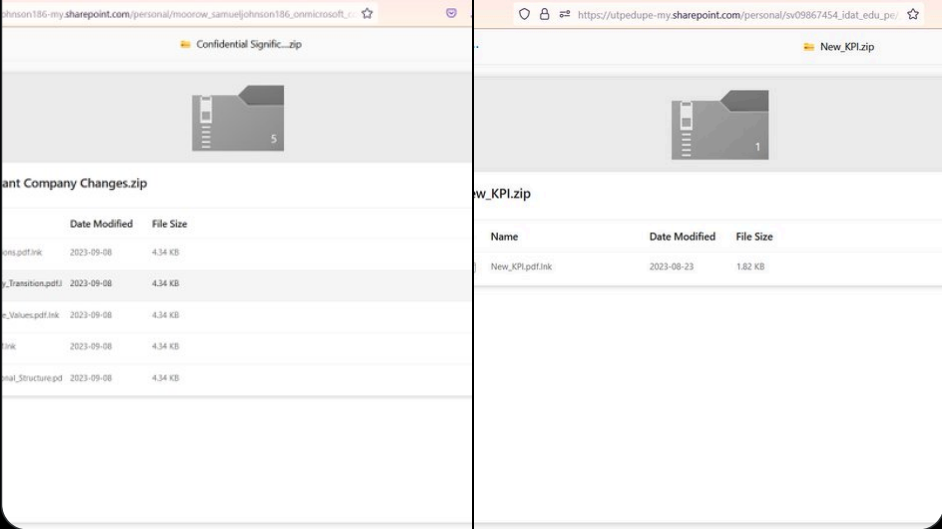 ohnson186-my.sharepoint.com/personal/moorow_samueljohnson186_onmicrosoft_c
Confidential Signific...zip
5
ant Company Changes.zip
Date Modified File Size
ions.pdf.lnk 2023-09-08 4.34 KB
y_Transition.pdf.l 2023-09-08 4.34 KB
e_Values.pdf.lnk 2023-09-08 4.34 KB
f.lnk 2023-09-08 4.34 KB
onal_Structure.pd 2023-09-08 4.34 KB
https://utpedupe-my.sharepoint.com/personal/sv09867454_idat_edu_pe/
New_KPI.zip
1
ew_KPI.zip
Name Date Modified File Size
New_KPI.pdf.lnk 2023-08-23 1.82 KB